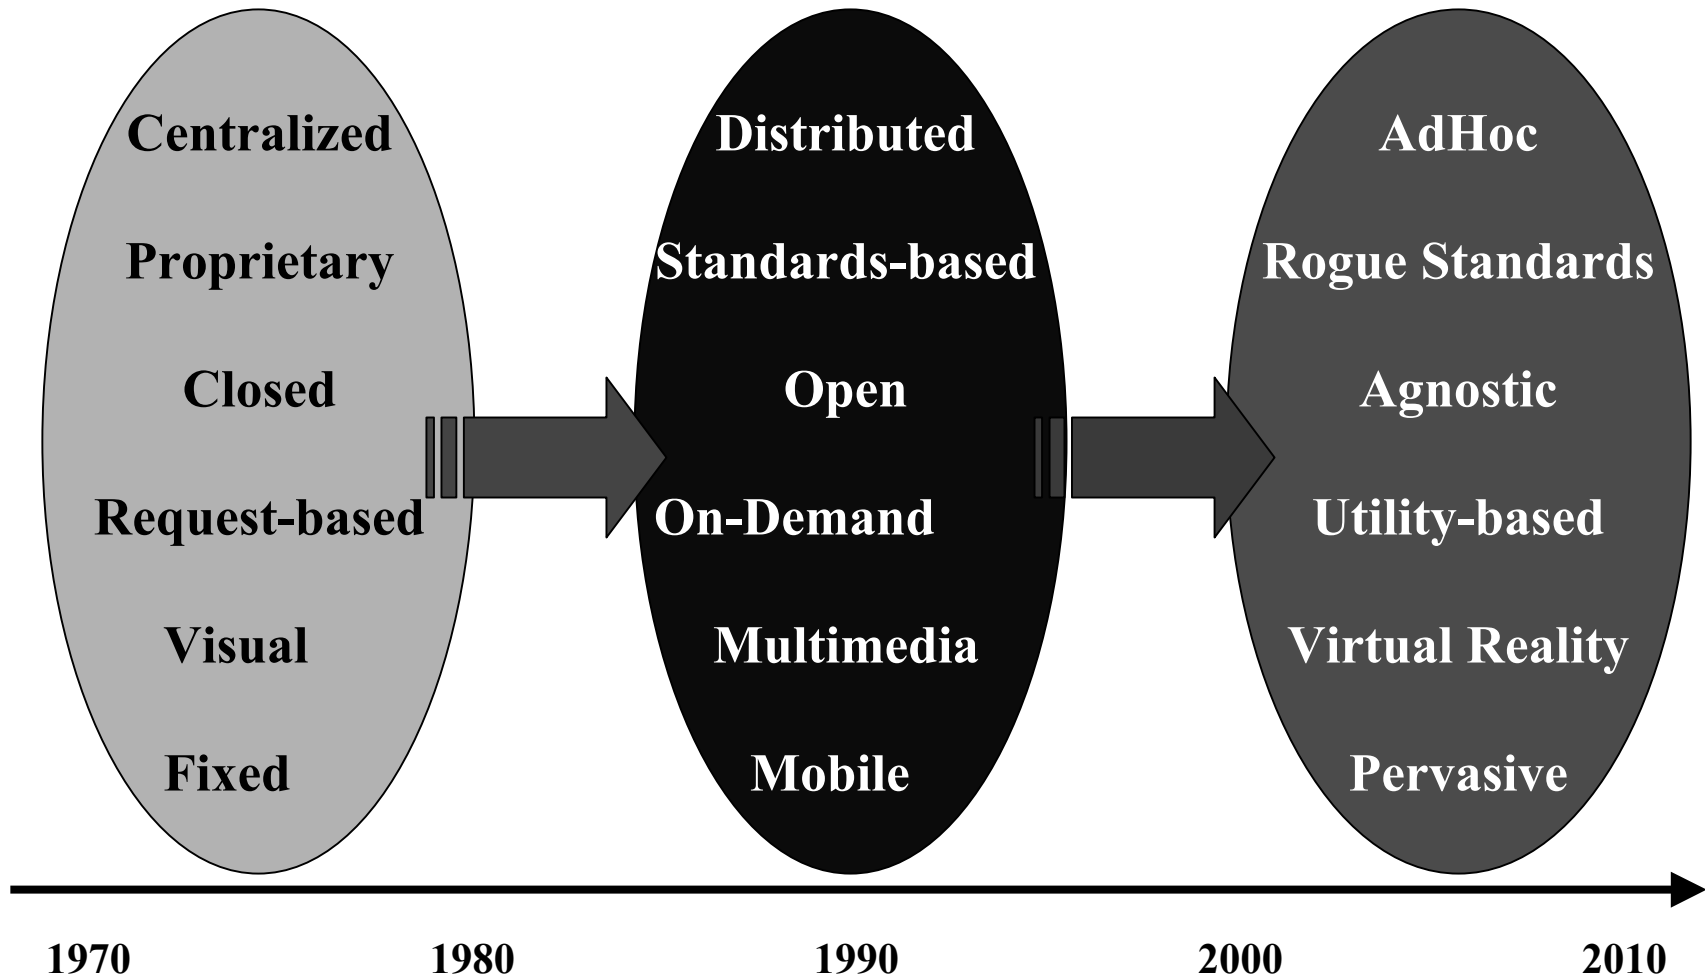 Centralized
Proprietary
Closed
Request-based
Visual
Fixed
Distributed
Standards-based
Open
On-Demand
Multimedia
Mobile
AdHoc
Rogue Standards
Agnostic
Utility-based
Virtual Reality
Pervasive
1970 1980 1990 2000 2010